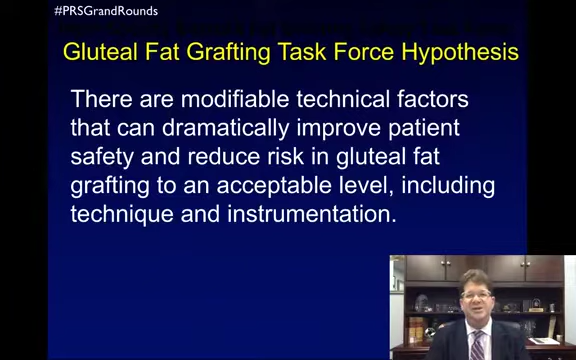 #PRSGrandRounds
Gluteal Fat Grafting Task Force Hypothesis
There are modifiable technical factors
that can dramatically improve patient
safety and reduce risk in gluteal fat
grafting to an acceptable level, including
technique and instrumentation.